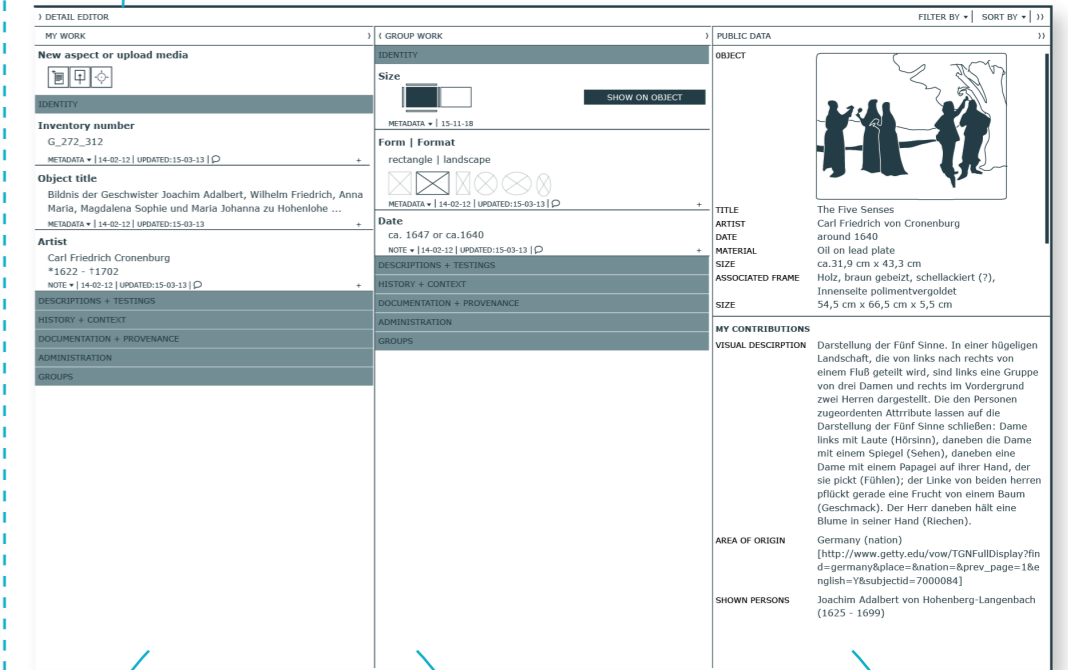 ⟩ DETAIL EDITOR
FILTER BY ▾ | SORT BY ▾ | ⟩⟩
MY WORK ⟩
New aspect or upload media
IDENTITY
Inventory number
G_272_312
METADATA ▾ | 14-02-12 | UPDATED:15-03-13 | +
Object title
Bildnis der Geschwister Joachim Adalbert, Wilhelm Friedrich, Anna
Maria, Magdalena Sophie und Maria Johanna zu Hohenlohe ...
METADATA ▾ | 14-02-12 | UPDATED:15-03-13 +
Artist
Carl Friedrich Cronenburg
*1622 - †1702
NOTE ▾ | 14-02-12 | UPDATED:15-03-13 | +
DESCRIPTIONS + TESTINGS
HISTORY + CONTEXT
DOCUMENTATION + PROVENANCE
ADMINISTRATION
GROUPS
⟨ GROUP WORK ⟩
IDENTITY
Size
SHOW ON OBJECT
METADATA ▾ | 15-11-18
Form | Format
rectangle | landscape
METADATA ▾ | 14-02-12 | UPDATED:15-03-13 | +
Date
ca. 1647 or ca.1640
NOTE ▾ | 14-02-12 | UPDATED:15-03-13 | +
DESCRIPTIONS + TESTINGS
HISTORY + CONTEXT
DOCUMENTATION + PROVENANCE
ADMINISTRATION
GROUPS
PUBLIC DATA ⟩⟩
OBJECT
TITLE The Five Senses
ARTIST Carl Friedrich von Cronenburg
DATE around 1640
MATERIAL Oil on lead plate
SIZE ca.31,9 cm x 43,3 cm
ASSOCIATED FRAME Holz, braun gebeizt, schellackiert (?),
Innenseite polimentvergoldet
SIZE 54,5 cm x 66,5 cm x 5,5 cm
MY CONTRIBUTIONS
VISUAL DESCIRPTION Darstellung der Fünf Sinne. In einer hügeligen
Landschaft, die von links nach rechts von
einem Fluß geteilt wird, sind links eine Gruppe
von drei Damen und rechts im Vordergrund
zwei Herren dargestellt. Die den Personen
zugeordenten Attrribute lassen auf die
Darstellung der Fünf Sinne schließen: Dame
links mit Laute (Hörsinn), daneben die Dame
mit einem Spiegel (Sehen), daneben eine
Dame mit einem Papagei auf ihrer Hand, der
sie pickt (Fühlen); der Linke von beiden herren
pflückt gerade eine Frucht von einem Baum
(Geschmack). Der Herr daneben hält eine
Blume in seiner Hand (Riechen).
AREA OF ORIGIN Germany (nation)
[http://www.getty.edu/vow/TGNFullDisplay?fin
d=germany&place=&nation=&prev_page=1&e
nglish=Y&subjectid=7000084]
SHOWN PERSONS Joachim Adalbert von Hohenberg-Langenbach
(1625 - 1699)